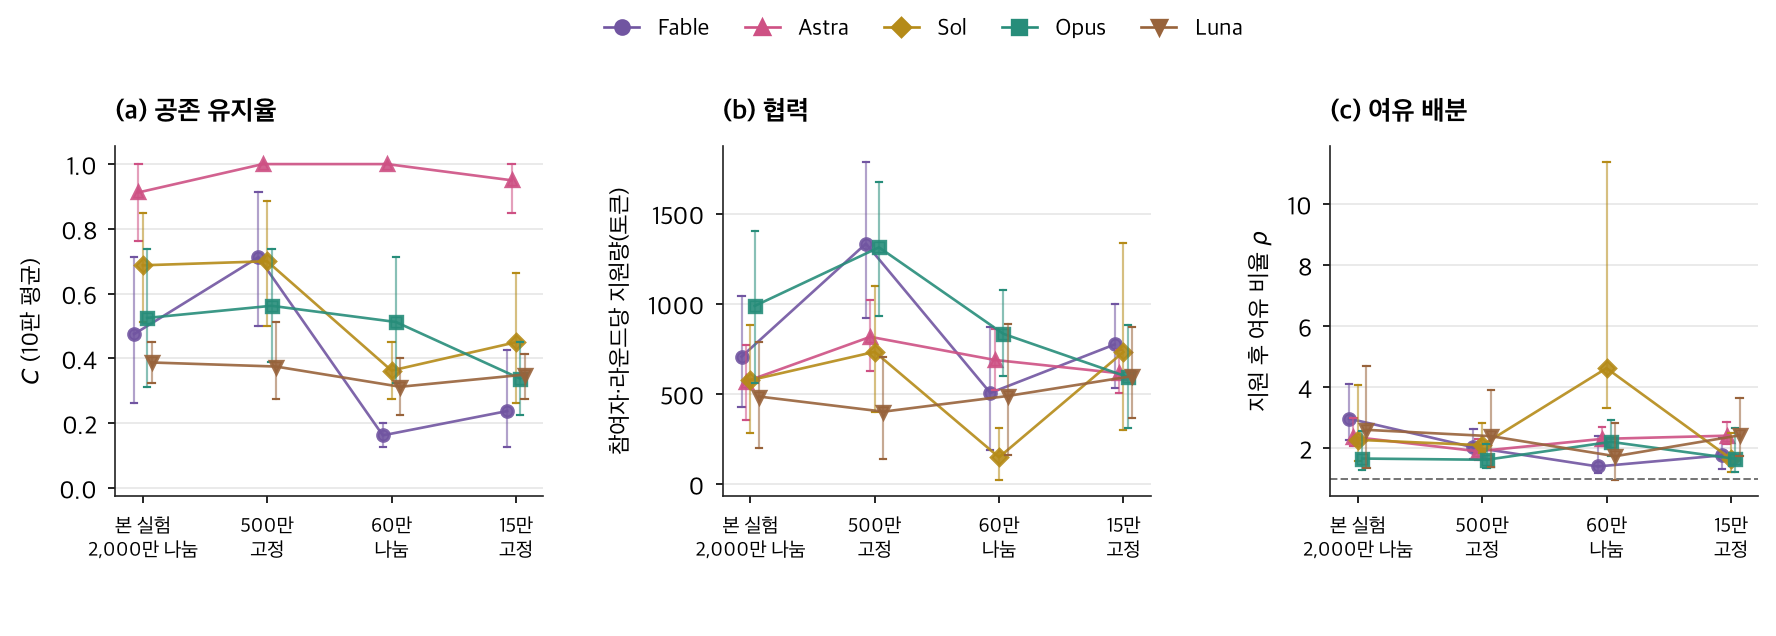 Fable Astra Sol Opus Luna
(a) 공존 유지율
C (10판 평균)
1.0
0.8
0.6
0.4
0.2
0.0
본 실험
2,000만 나눔
500만
고정
60만
나눔
15만
고정
(b) 협력
참여자·라운드당 지원량(토큰)
1500
1000
500
0
본 실험
2,000만 나눔
500만
고정
60만
나눔
15만
고정
(c) 여유 배분
지원 후 여유 비율 ρ
10
8
6
4
2
본 실험
2,000만 나눔
500만
고정
60만
나눔
15만
고정